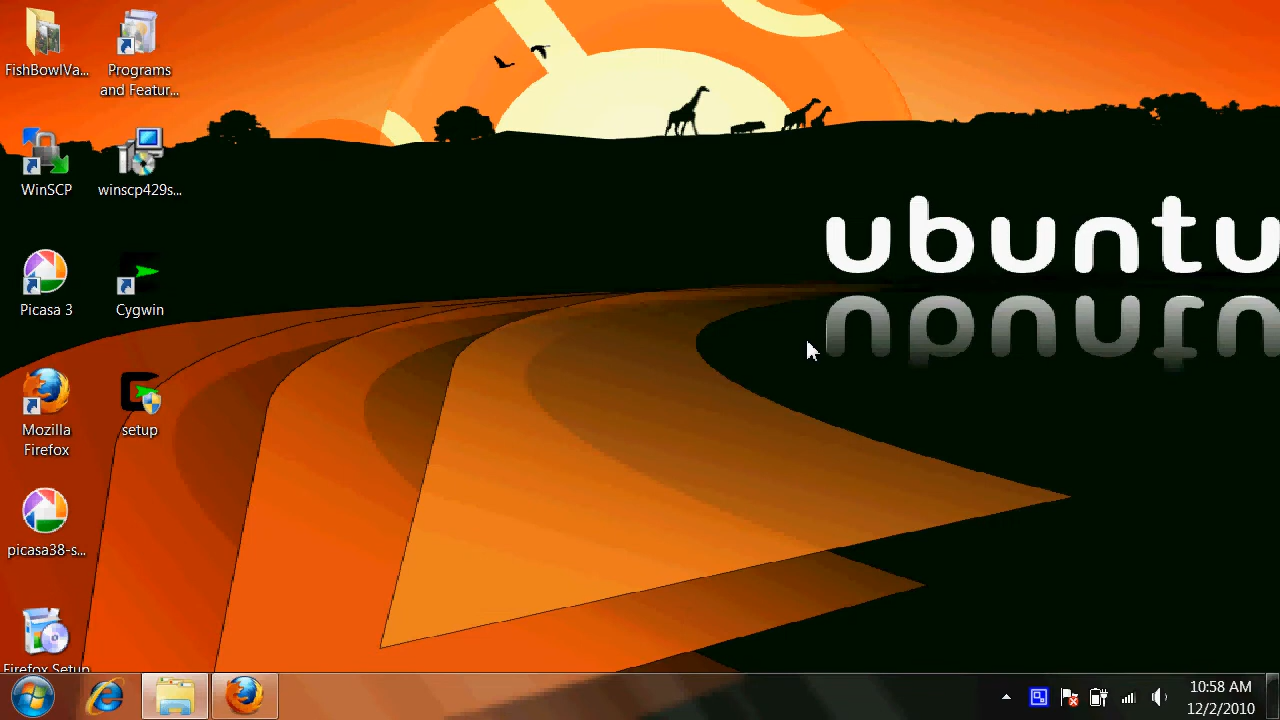 FishBowlVa...
Programs
and Featur...
WinSCP
winscp429s...
Picasa 3
Cygwin
Mozilla
Firefox
setup
picasa38-s...
Firefox Setup
ubuntu
10:58 AM
12/2/2010